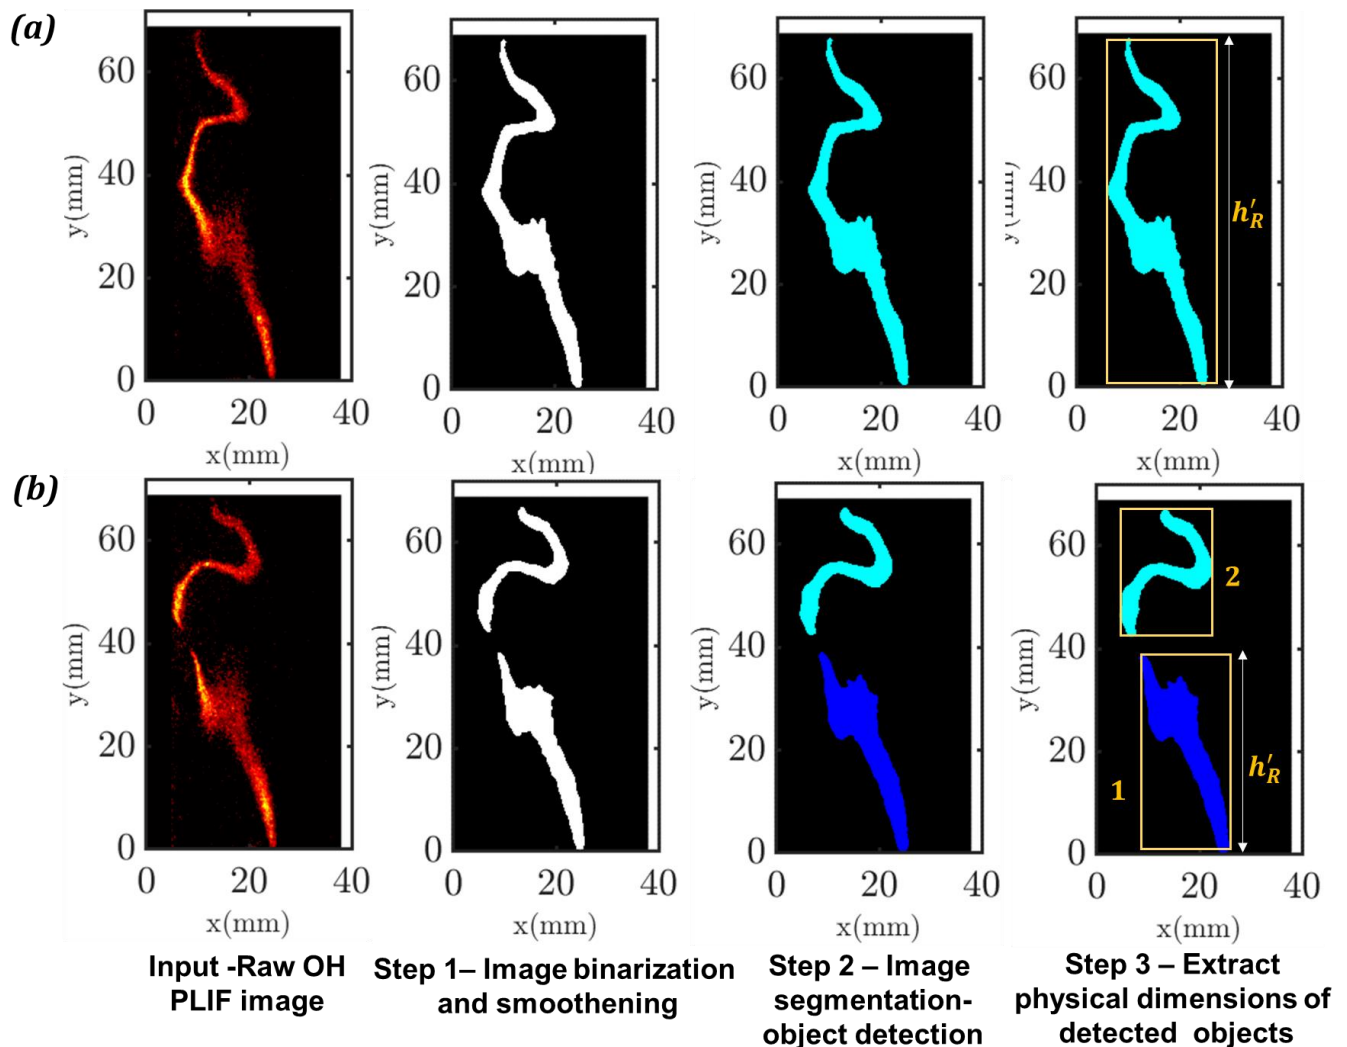 (a)
60
40
20
0
0 20 40
y(mm)
x(mm)
60
40
20
0
0 20 40
y(mm)
x(mm)
60
40
20
0
0 20 40
y(mm)
x(mm)
60
40
20
0
0 20 40
y(mm)
x(mm)
h'R
(b)
60
40
20
0
0 20 40
y(mm)
x(mm)
60
40
20
0
0 20 40
y(mm)
x(mm)
60
40
20
0
0 20 40
y(mm)
x(mm)
60
40
20
0
0 20 40
y(mm)
x(mm)
2
1
h'R
Input -Raw OH
PLIF image
Step 1– Image binarization
and smoothening
Step 2 – Image
segmentation-
object detection
Step 3 – Extract
physical dimensions of
detected objects